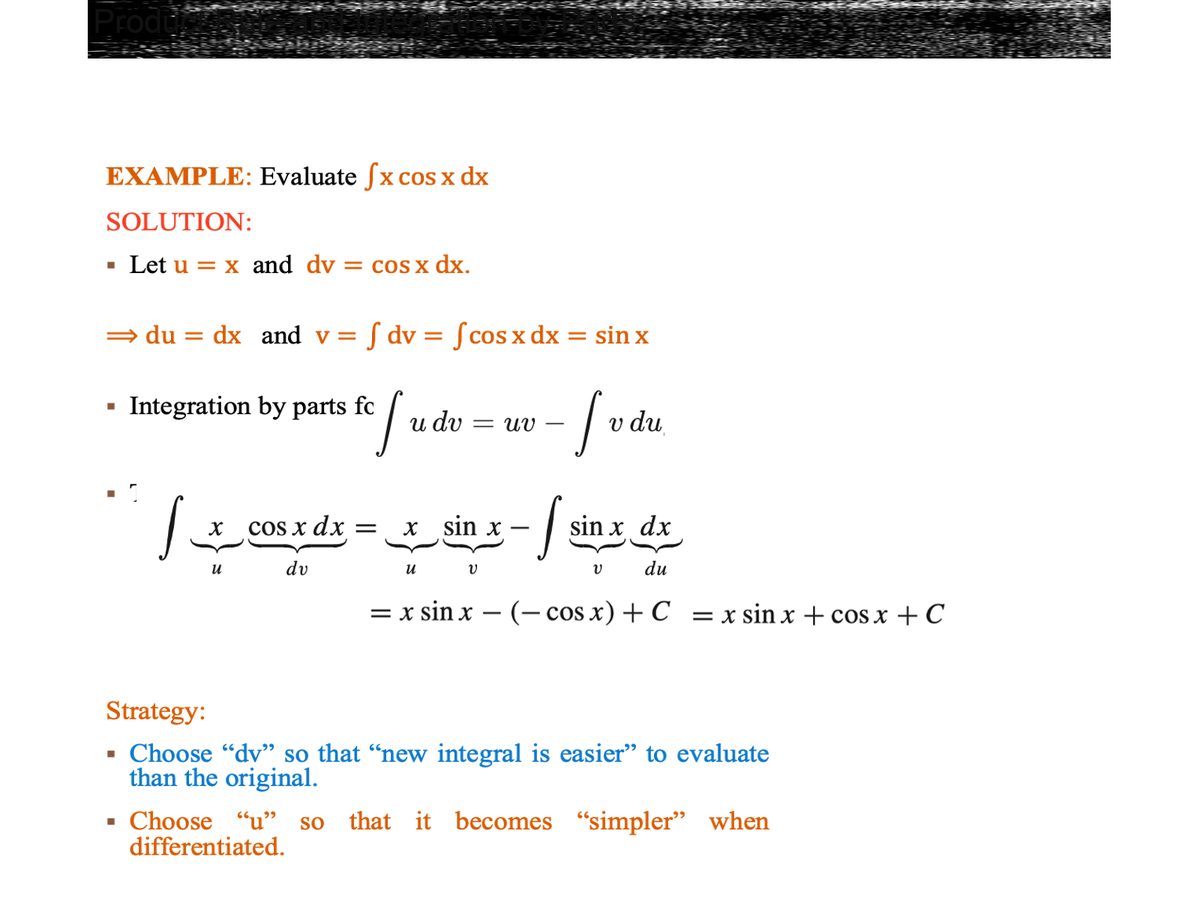 EXAMPLE: Evaluate ∫x cos x dx
SOLUTION:
▪ Let u = x and dv = cos x dx.
⟹ du = dx and v = ∫ dv = ∫cos x dx = sin x
▪ Integration by parts fo ∫ u dv = uv − ∫ v du
∫ x cos x dx = x sin x − ∫ sin x dx
u dv u v v du
= x sin x − (− cos x) + C = x sin x + cos x + C
Strategy:
▪ Choose “dv” so that “new integral is easier” to evaluate
than the original.
▪ Choose “u” so that it becomes “simpler” when
differentiated.